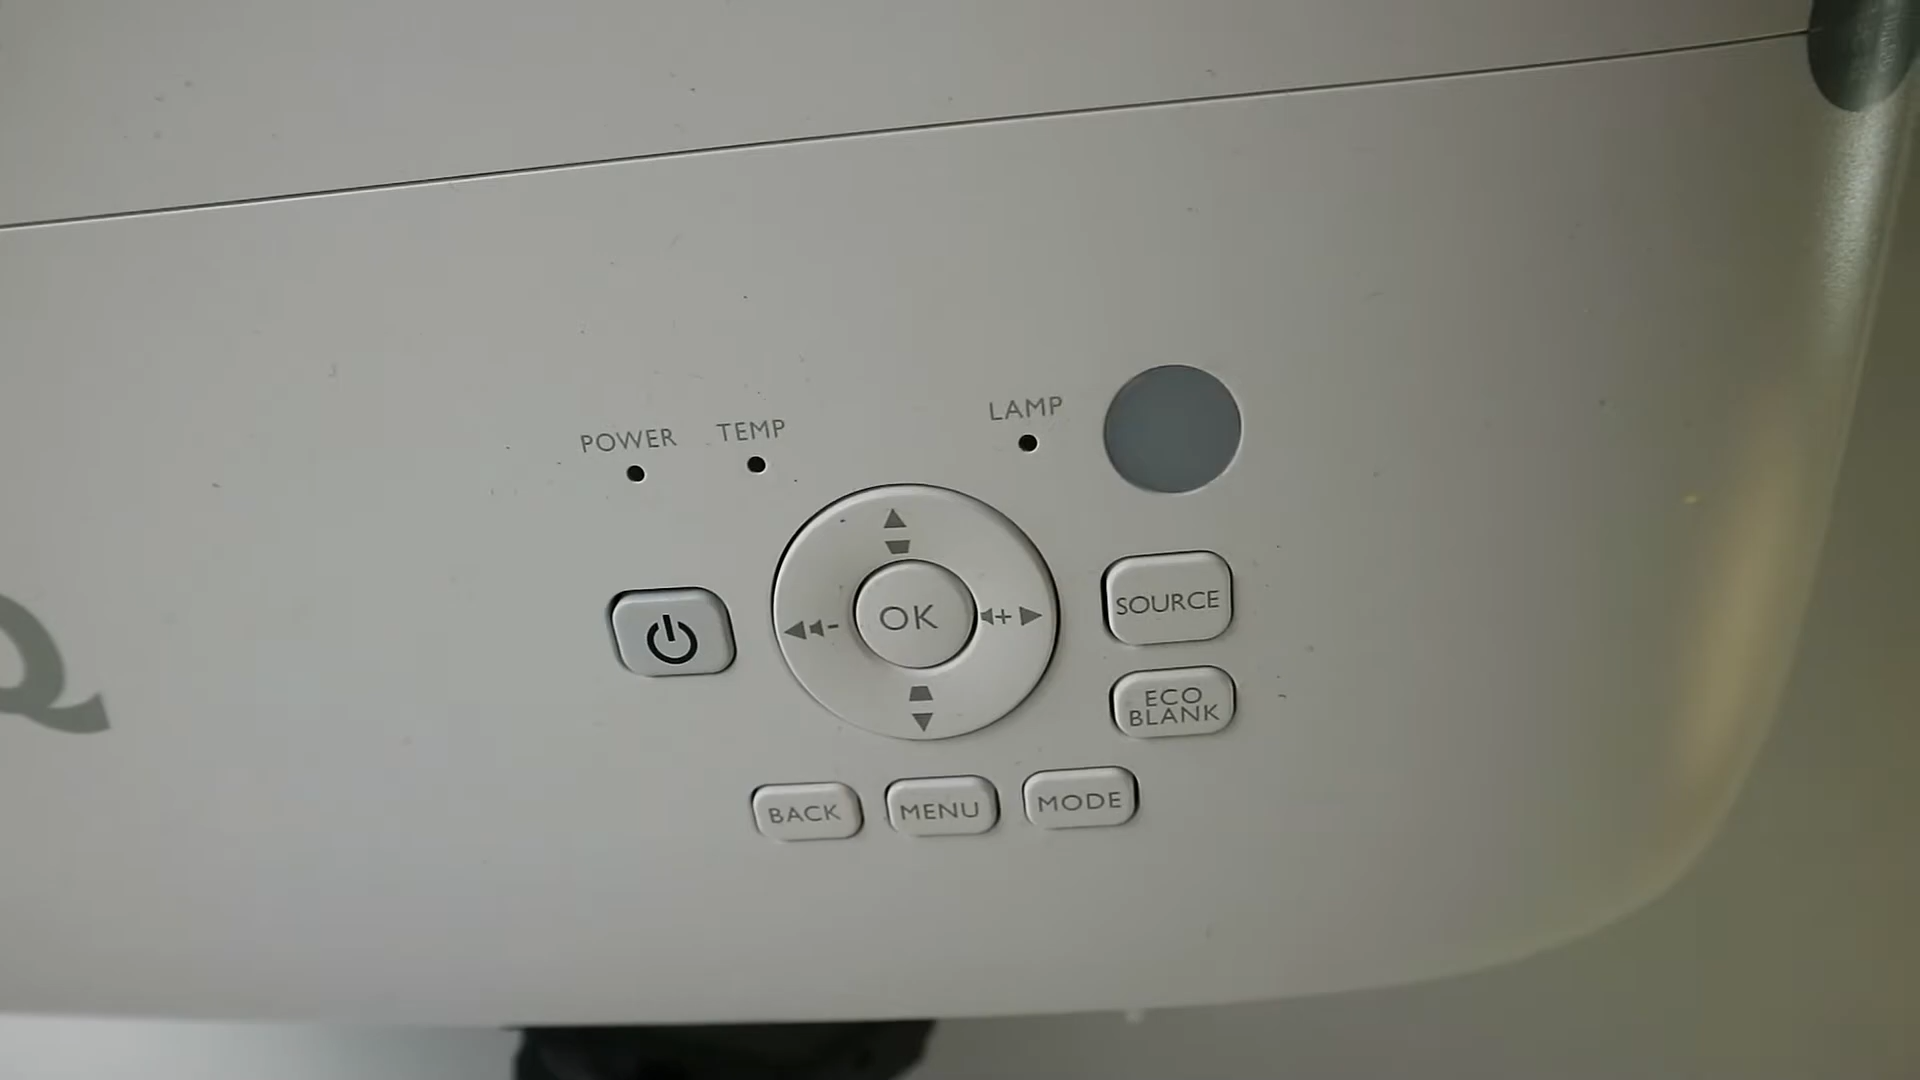 POWER
TEMP
LAMP
OK
SOURCE
ECO
BLANK
BACK
MENU
MODE
Q